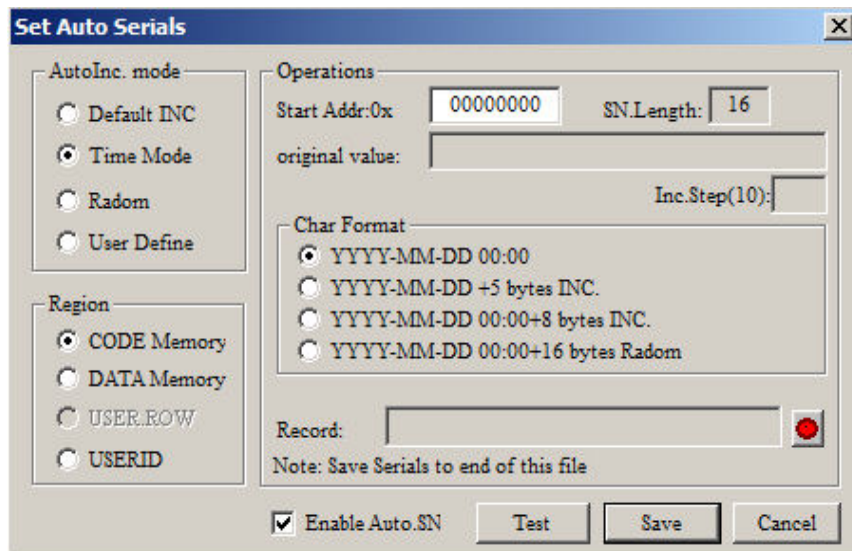 Set Auto Serials
AutoInc. mode
Default INC
Time Mode
Radom
User Define
Region
CODE Memory
DATA Memory
USER.ROW
USERID
Operations
Start Addr:0x 00000000 SN.Length: 16
original value:
Inc.Step(10):
Char Format
YYYY-MM-DD 00:00
YYYY-MM-DD +5 bytes INC.
YYYY-MM-DD 00:00+8 bytes INC.
YYYY-MM-DD 00:00+16 bytes Radom
Record:
Note: Save Serials to end of this file
Enable Auto.SN Test Save Cancel